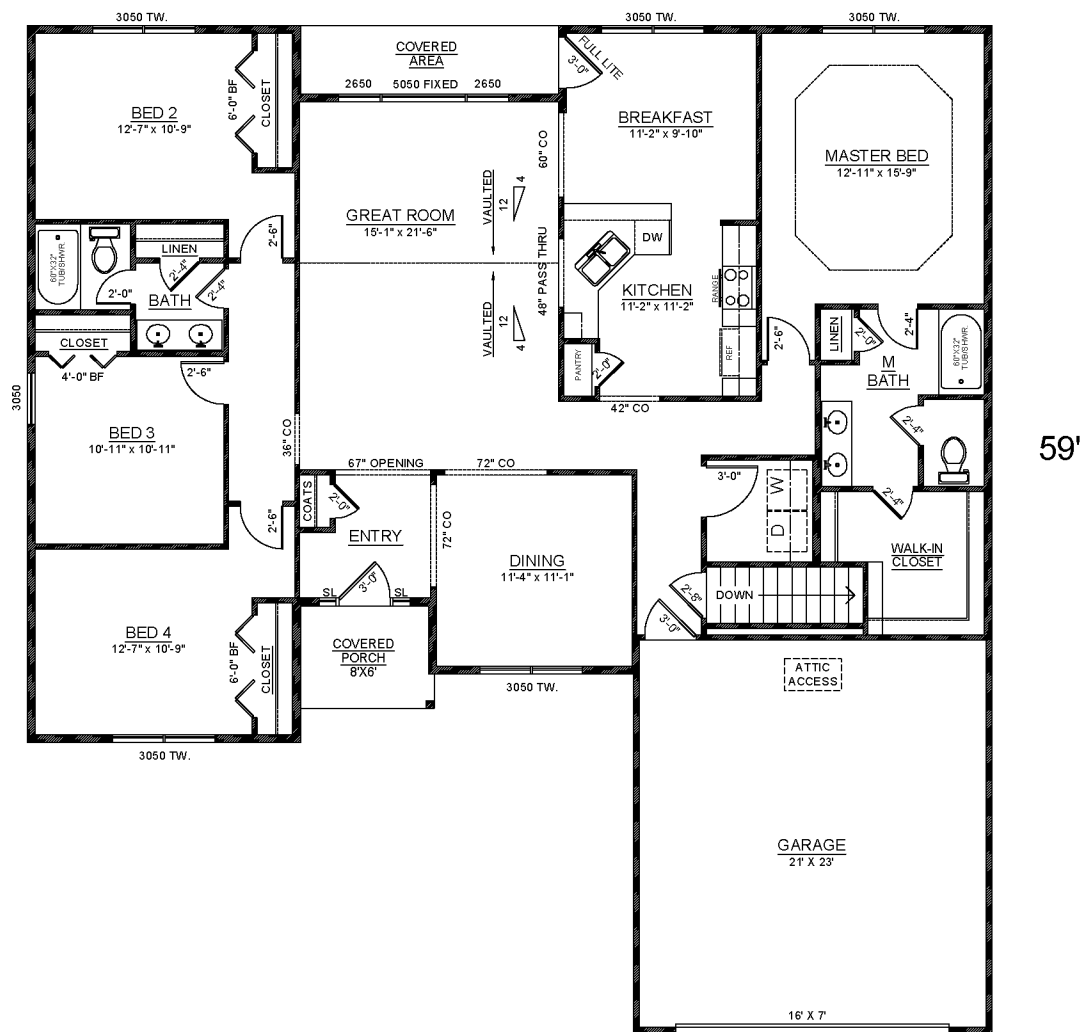 3050 TW.
3050 TW.
3050 TW.
COVERED
AREA
FULL LITE
3'-0"
2650
5050 FIXED
2650
BED 2
12'-7" x 10'-9"
6'-0" BF
CLOSET
60" CO
BREAKFAST
11'-2" x 9'-10"
MASTER BED
12'-11" x 15'-9"
GREAT ROOM
15'-1" x 21'-6"
VAULTED
12
4
VAULTED
12
4
48" PASS THRU
DW
KITCHEN
11'-2" x 11'-2"
RANGE
REF
PANTRY
2'-0"
42" CO
2'-6"
60"X32"
TUB/SHWR.
LINEN
2'-4"
2'-4"
2'-0"
BATH
2'-6"
CLOSET
4'-0" BF
2'-6"
3050
BED 3
10'-11" x 10'-11"
36" CO
LINEN
2'-0"
2'-4"
60"X32"
TUB/SHWR.
M
BATH
2'-4"
2'-4"
59'
67" OPENING
72" CO
COATS
2'-0"
ENTRY
72" CO
3'-0"
SL
SL
DINING
11'-4" x 11'-1"
3'-0"
W
D
WALK-IN
CLOSET
2'-6"
2'-8"
DOWN
3'-0"
BED 4
12'-7" x 10'-9"
6'-0" BF
CLOSET
COVERED
PORCH
8'X6'
3050 TW.
3050 TW.
ATTIC
ACCESS
GARAGE
21' X 23'
16' X 7'